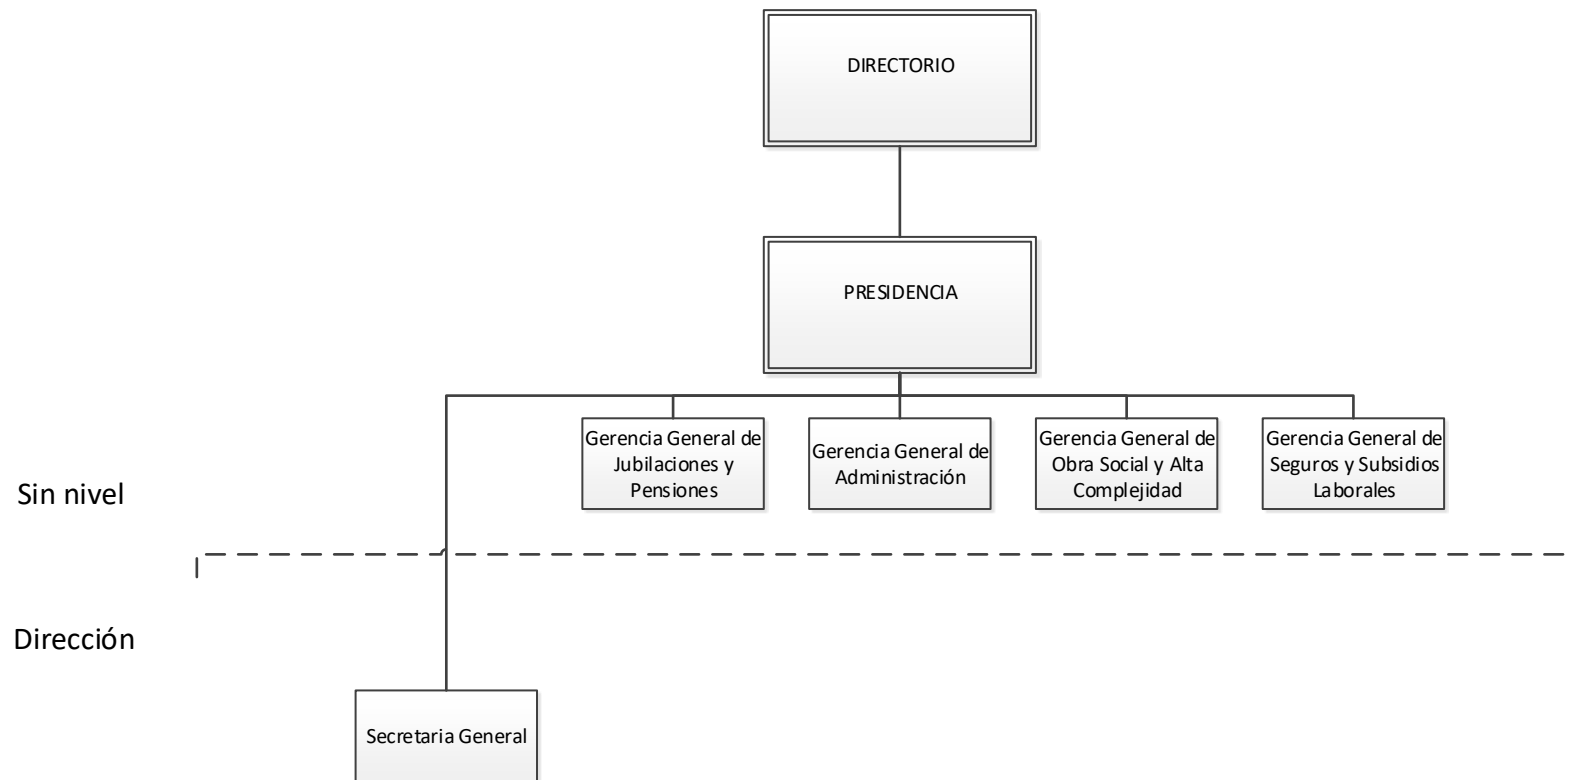 DIRECTORIO
PRESIDENCIA
Gerencia General de
Jubilaciones y
Pensiones
Gerencia General de
Administración
Gerencia General de
Obra Social y Alta
Complejidad
Gerencia General de
Seguros y Subsidios
Laborales
Sin nivel
Dirección
Secretaria General